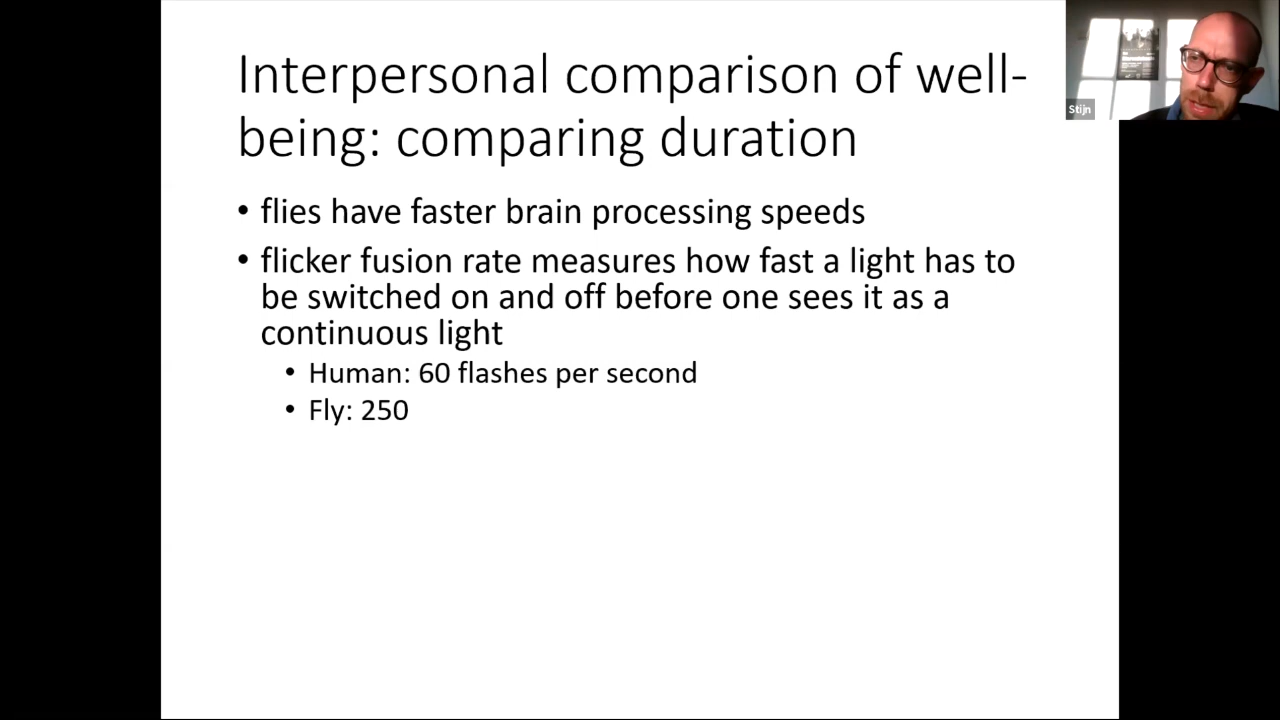 Interpersonal comparison of well-
being: comparing duration
• flies have faster brain processing speeds
• flicker fusion rate measures how fast a light has to
be switched on and off before one sees it as a
continuous light
• Human: 60 flashes per second
• Fly: 250
Stijn